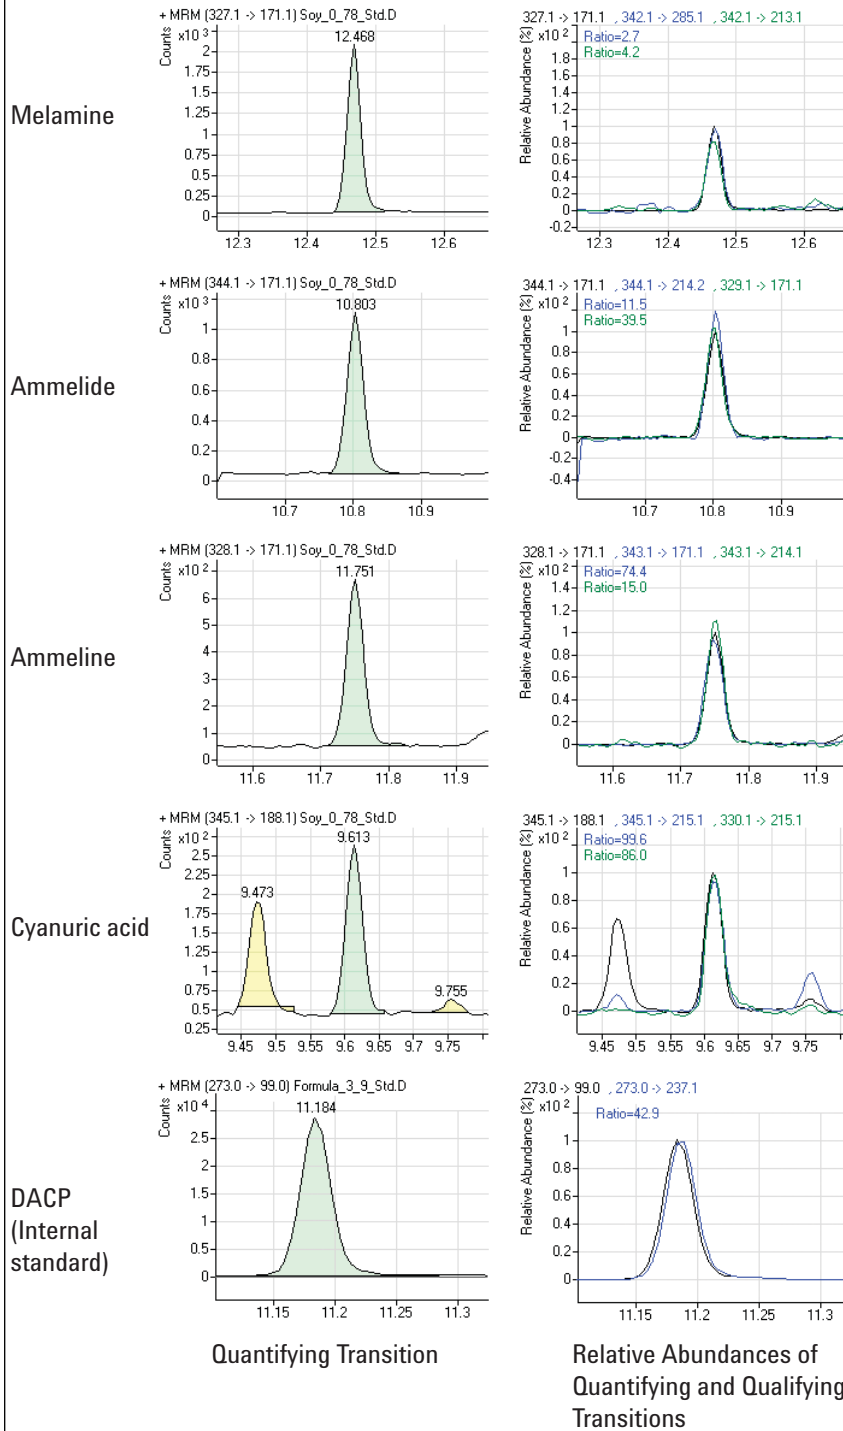 + MRM (327.1 -> 171.1) Soy_0_78_Std.D
Counts
x10 3
12.468
2
1.75
1.5
1.25
1
0.75
0.5
0.25
0
12.3 12.4 12.5 12.6
Melamine
327.1 -> 171.1 , 342.1 -> 285.1, 342.1 -> 213.1
Relative Abundance (%)
x10 2
Ratio=2.7
Ratio=4.2
1.8
1.6
1.4
1.2
1
0.8
0.6
0.4
0.2
0
-0.2
12.3 12.4 12.5 12.6
+ MRM (344.1 -> 171.1) Soy_0_78_Std.D
Counts
x10 3
10.803
1
0.8
0.6
0.4
0.2
0
10.7 10.8 10.9
Ammelide
344.1 -> 171.1 , 344.1 -> 214.2, 329.1 -> 171.1
Relative Abundance (%)
x10 2
Ratio=11.5
Ratio=39.5
1
0.8
0.6
0.4
0.2
0
-0.2
-0.4
10.7 10.8 10.9
+ MRM (328.1 -> 171.1) Soy_0_78_Std.D
Counts
x10 2
11.751
6
5
4
3
2
1
0
11.6 11.7 11.8 11.9
Ammeline
328.1 -> 171.1 , 343.1 -> 171.1 , 343.1 -> 214.1
Relative Abundance (%)
x10 2
Ratio=74.4
Ratio=15.0
1.4
1.2
1
0.8
0.6
0.4
0.2
0
11.6 11.7 11.8 11.9
+ MRM (345.1 -> 188.1) Soy_0_78_Std.D
Counts
x10 2
9.613
9.473
9.755
2.5
2.25
2
1.75
1.5
1.25
1
0.75
0.5
0.25
9.45 9.5 9.55 9.6 9.65 9.7 9.75
Cyanuric acid
345.1 -> 188.1 , 345.1 -> 215.1 , 330.1 -> 215.1
Relative Abundance (%)
x10 2
Ratio=99.6
Ratio=86.0
1
0.8
0.6
0.4
0.2
0
9.45 9.5 9.55 9.6 9.65 9.7 9.75
+ MRM (273.0 -> 99.0) Formula_3_9_Std.D
Counts
x10 4
11.184
2.5
2
1.5
1
0.5
0
11.15 11.2 11.25 11.3
DACP
(Internal
standard)
273.0 -> 99.0 , 273.0 -> 237.1
Relative Abundance (%)
x10 2
Ratio=42.9
1
0.8
0.6
0.4
0.2
0
11.15 11.2 11.25 11.3
Quantifying Transition
Relative Abundances of
Quantifying and Qualifying
Transitions